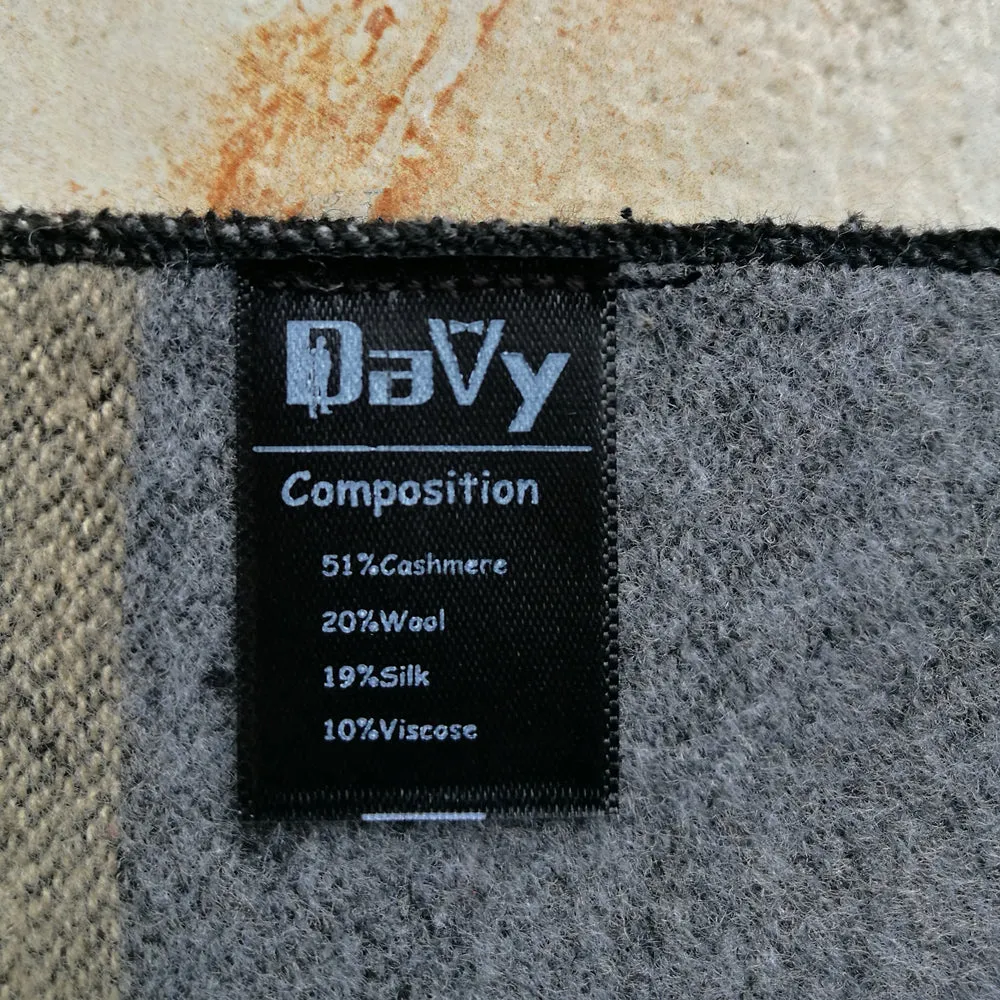 DaVy
Composition
51%Cashmere
20%Wool
19%Silk
10%Viscose